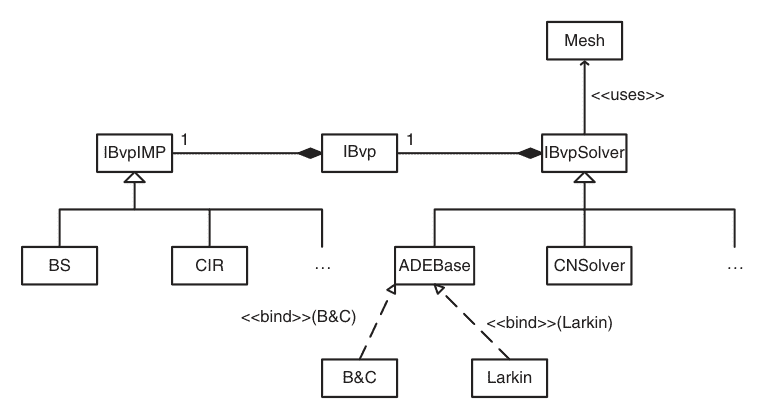 Mesh
<<uses>>
IBvpIMP
1
IBvp
1
IBvpSolver
BS
CIR
...
ADEBase
CNSolver
...
<<bind>>(B&C)
<<bind>>(Larkin)
B&C
Larkin